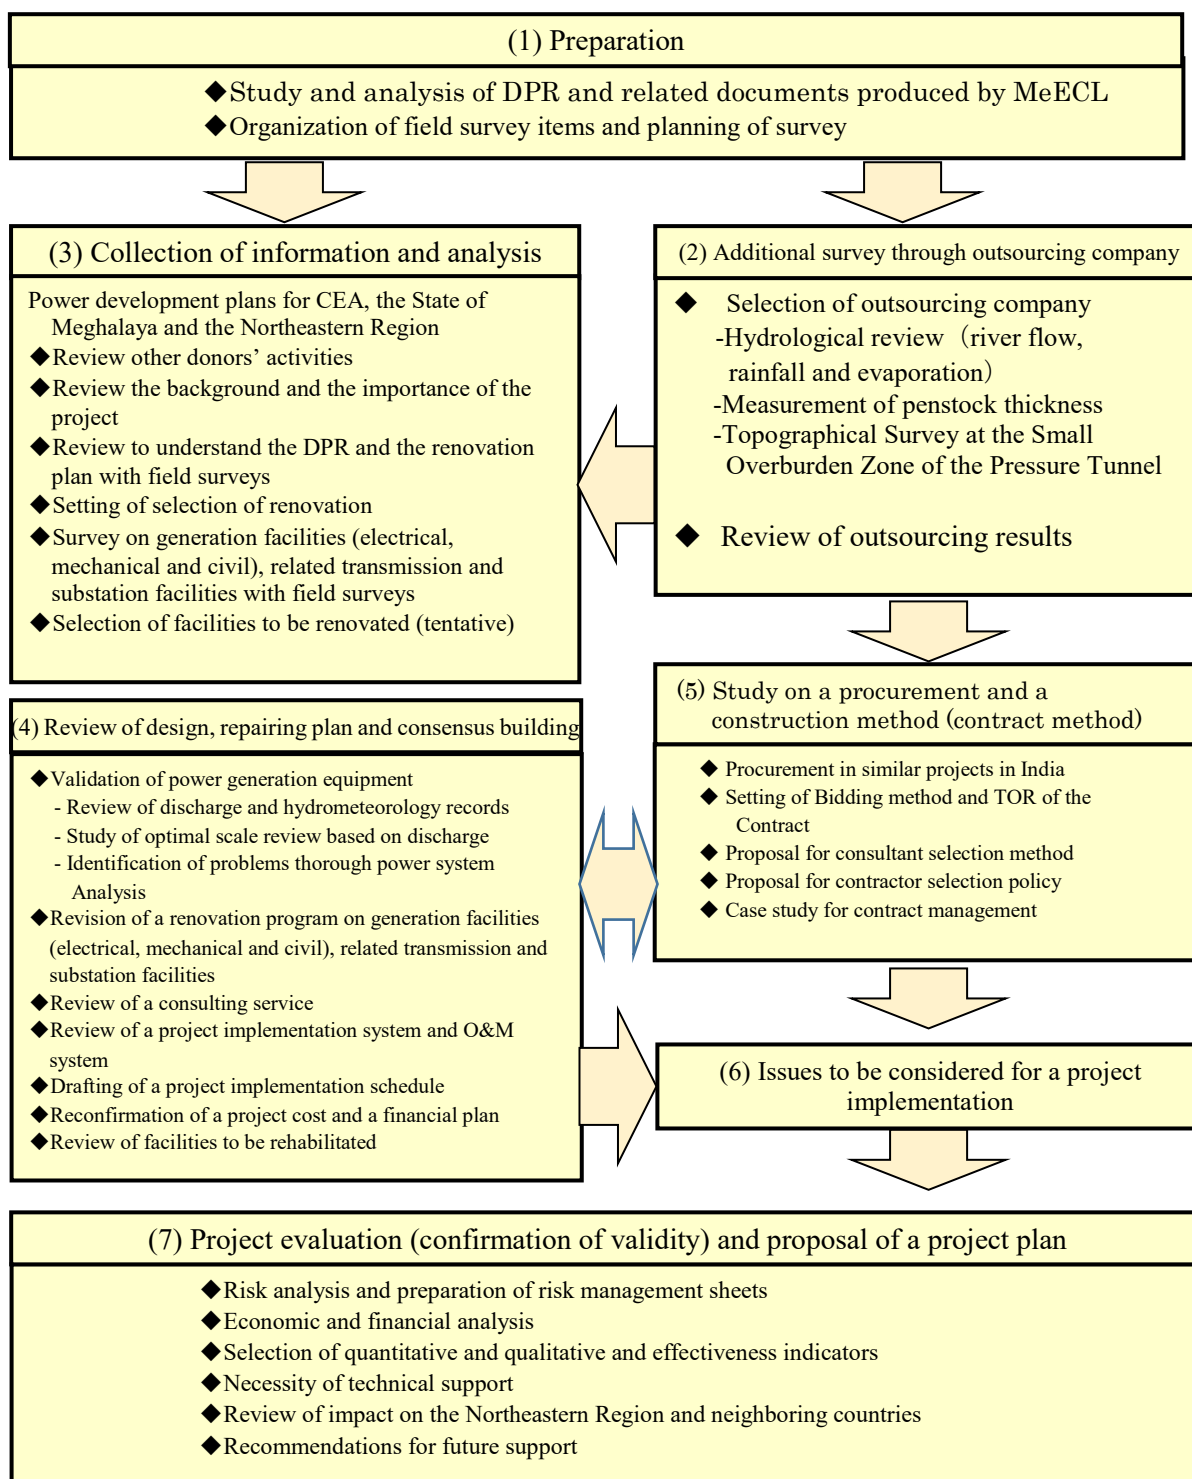 (1) Preparation
◆Study and analysis of DPR and related documents produced by MeECL
◆Organization of field survey items and planning of survey
(3) Collection of information and analysis
Power development plans for CEA, the State of
Meghalaya and the Northeastern Region
◆Review other donors' activities
◆Review the background and the importance of the
project
◆Review to understand the DPR and the renovation
plan with field surveys
◆Setting of selection of renovation
◆Survey on generation facilities (electrical,
mechanical and civil), related transmission and
substation facilities with field surveys
◆Selection of facilities to be renovated (tentative)
(2) Additional survey through outsourcing company
◆ Selection of outsourcing company
-Hydrological review（river flow,
rainfall and evaporation）
-Measurement of penstock thickness
-Topographical Survey at the Small
Overburden Zone of the Pressure Tunnel
◆ Review of outsourcing results
(4) Review of design, repairing plan and consensus building
◆Validation of power generation equipment
- Review of discharge and hydrometeorology records
- Study of optimal scale review based on discharge
- Identification of problems thorough power system
Analysis
◆Revision of a renovation program on generation facilities
(electrical, mechanical and civil), related transmission and
substation facilities
◆Review of a consulting service
◆Review of a project implementation system and O&M
system
◆Drafting of a project implementation schedule
◆Reconfirmation of a project cost and a financial plan
◆Review of facilities to be rehabilitated
(5) Study on a procurement and a
construction method (contract method)
◆ Procurement in similar projects in India
◆ Setting of Bidding method and TOR of the
Contract
◆ Proposal for consultant selection method
◆ Proposal for contractor selection policy
◆ Case study for contract management
(6) Issues to be considered for a project
implementation
(7) Project evaluation (confirmation of validity) and proposal of a project plan
◆Risk analysis and preparation of risk management sheets
◆Economic and financial analysis
◆Selection of quantitative and qualitative and effectiveness indicators
◆Necessity of technical support
◆Review of impact on the Northeastern Region and neighboring countries
◆Recommendations for future support